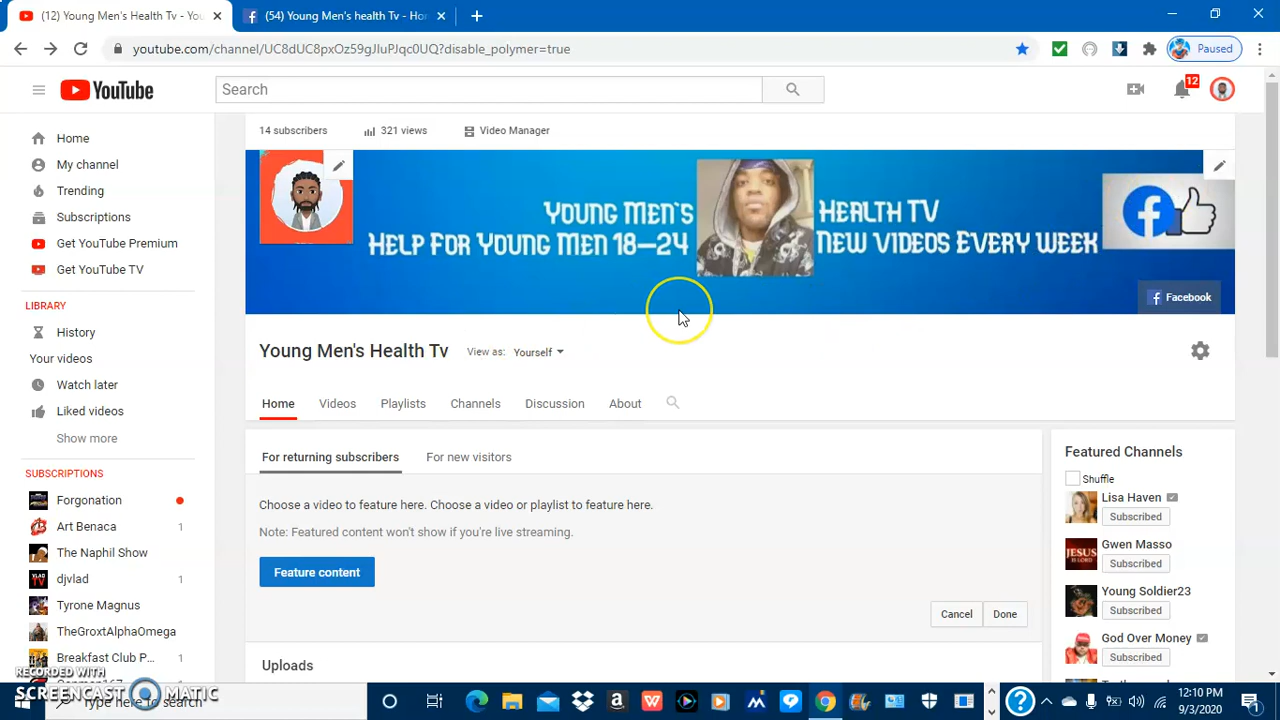 (12) Young Men's Health Tv - You
(54) Young Men's health Tv - Ho
youtube.com/channel/UC8dUC8pxOz59gJIuPJqc0UQ?disable_polymer=true
Paused
YouTube
Search
12
Home
My channel
Trending
Subscriptions
Get YouTube Premium
Get YouTube TV
LIBRARY
History
Your videos
Watch later
Liked videos
Show more
SUBSCRIPTIONS
Forgonation
Art Benaca 1
The Naphil Show
djvlad 1
Tyrone Magnus 1
TheGroxtAlphaOmega
Breakfast Club P... 1
14 subscribers 321 views Video Manager
Young Men's Health TV
Help For Young Men 18–24 New Videos Every Week
Facebook
Young Men's Health Tv View as: Yourself
Home Videos Playlists Channels Discussion About
For returning subscribers For new visitors
Choose a video to feature here. Choose a video or playlist to feature here.
Note: Featured content won't show if you're live streaming.
Feature content
Cancel Done
Uploads
Featured Channels
Shuffle
Lisa Haven
Subscribed
Gwen Masso
Subscribed
JESUS IS LORD
Young Soldier23
Subscribed
God Over Money
Subscribed
RECORDED WITH
SCREENCAST MATIC
Type here to search
12:10 PM
9/3/2020